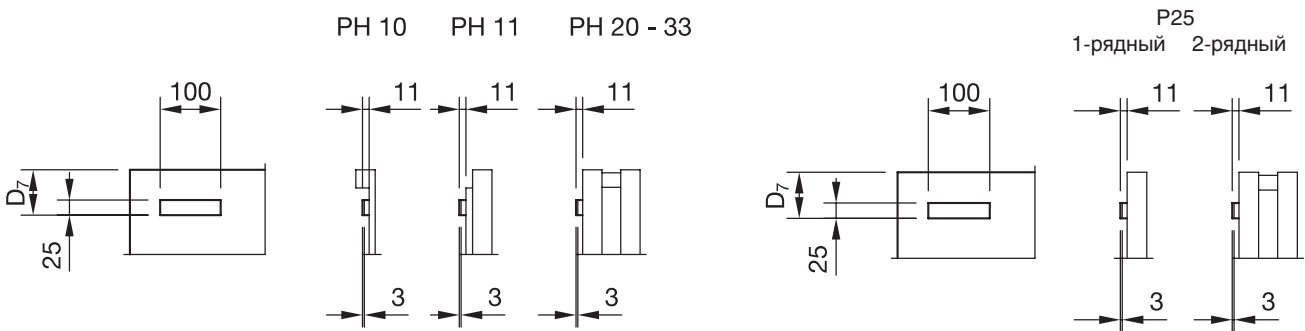 PH 10 PH 11 PH 20 - 33 P25
1-рядный 2-рядный
100 11 11 11 100 11 11
D7 D7
25 25
3 3 3 3 3